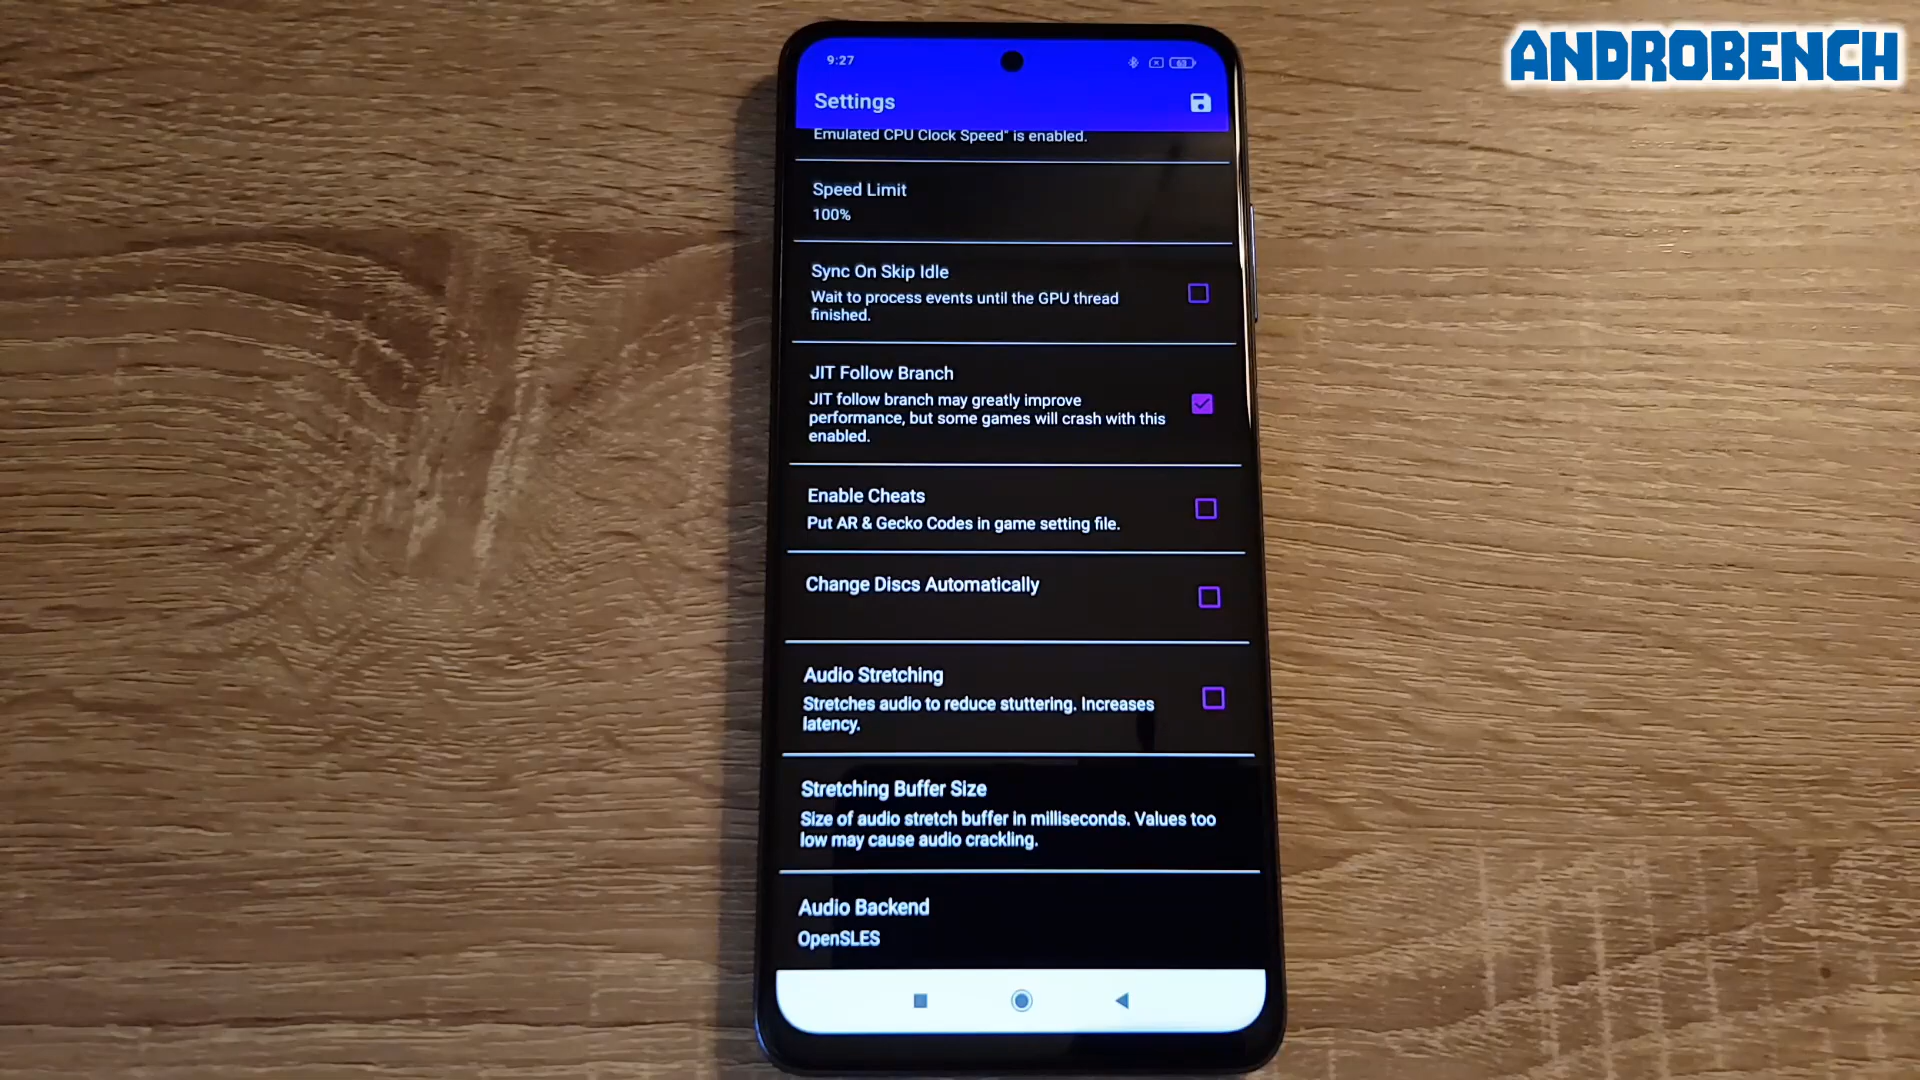 ANDROBENCH
9:27
63
Settings
Emulated CPU Clock Speed" is enabled.
Speed Limit
100%
Sync On Skip Idle
Wait to process events until the GPU thread
finished.
JIT Follow Branch
JIT follow branch may greatly improve
performance, but some games will crash with this
enabled.
Enable Cheats
Put AR & Gecko Codes in game setting file.
Change Discs Automatically
Audio Stretching
Stretches audio to reduce stuttering. Increases
latency.
Stretching Buffer Size
Size of audio stretch buffer in milliseconds. Values too
low may cause audio crackling.
Audio Backend
OpenSLES